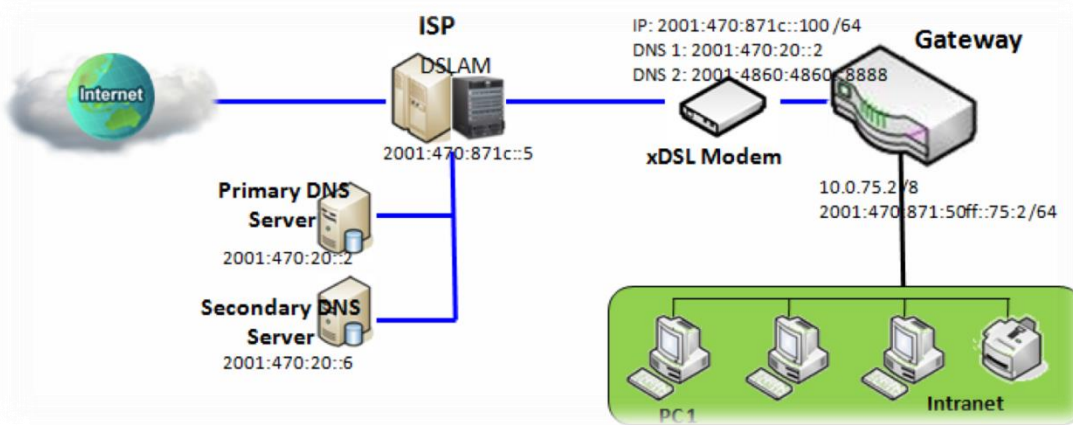 ISP
DSLAM
2001:470:871c::5
Internet
IP: 2001:470:871c::100 /64
DNS 1: 2001:470:20::2
DNS 2: 2001:4860:4860::8888
Gateway
xDSL Modem
10.0.75.2/8
2001:470:871:50ff::75:2/64
Primary DNS
Server
2001:470:20::2
Secondary DNS
Server
2001:470:20::6
PC1
Intranet